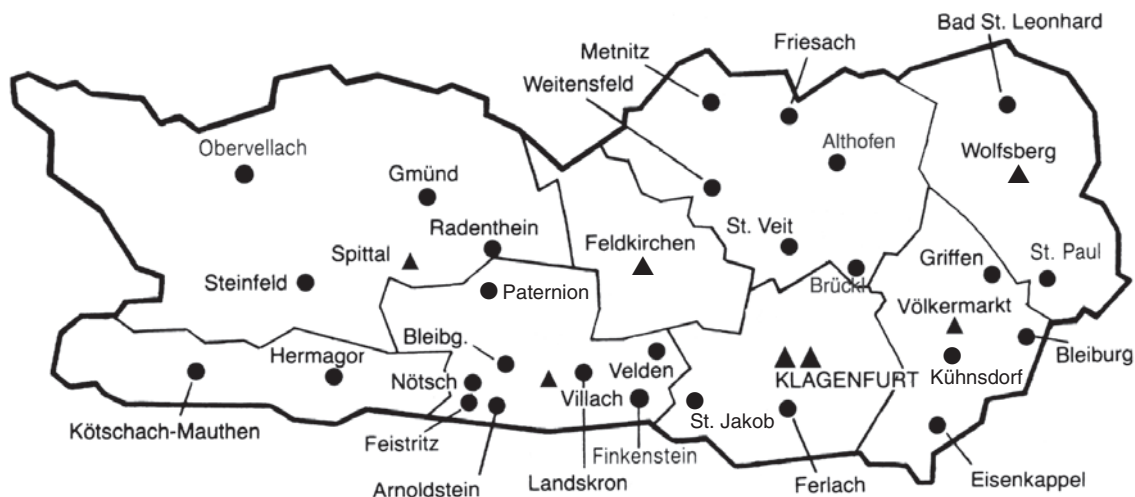 Bad St. Leonhard
Metnitz
Friesach
Weitensfeld
Obervellach
Althofen
Wolfsberg
Gmünd
Radenthein
St. Veit
Feldkirchen
Spittal
Griffen
St. Paul
Steinfeld
Paternion
Brückl
Völkermarkt
Bleibg.
Hermagor
Velden
Bleiburg
Nötsch
KLAGENFURT
Kühnsdorf
Villach
St. Jakob
Kötschach-Mauthen
Feistritz
Finkenstein
Arnoldstein
Landskron
Ferlach
Eisenkappel